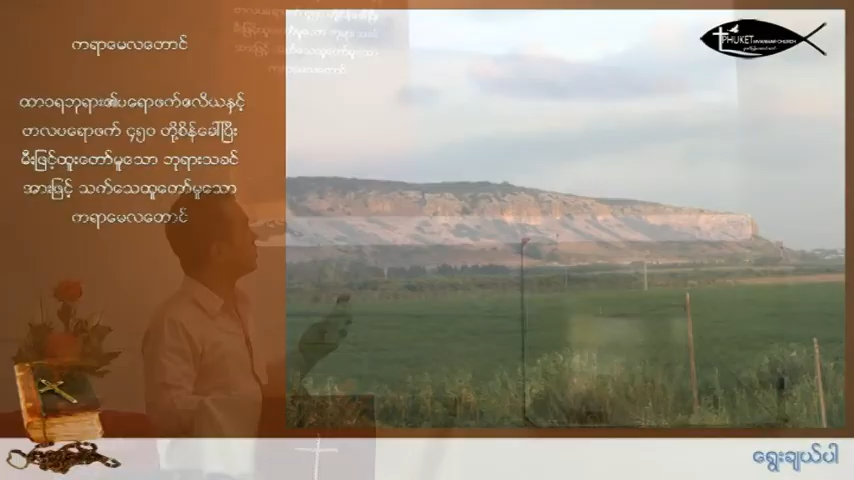 ကရာမေလတောင်
ထာဝရဘုရား၏ပရောဖက်ဧလိယနှင့်
ဗာလပရောဖက် ၄၅၀ တို့စိန်ခေါ်ပြီး
မီးဖြင့်ထူးတော်မူသော ဘုရားသခင်
အားဖြင့် သက်သေထူတော်မူသော
ကရာမေလတောင်
PHUKET MYANMAR CHURCH
ရွေးချယ်ပါ